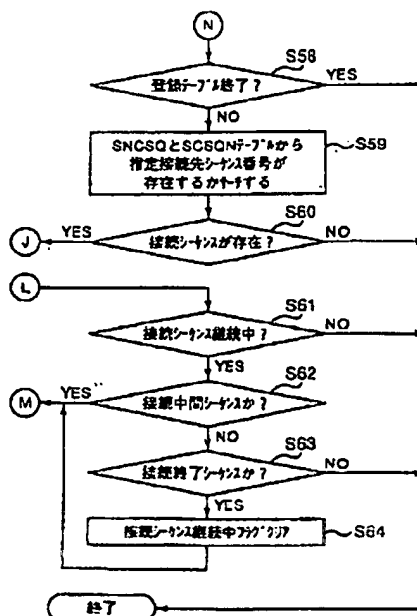 N
S58
登録テーブル終了？
YES
NO
SNCSQとSCSQNテーブルから
S59
指定接続先シーケンス番号が
存在するかサーチする
S60
J
YES
接続シーケンスが存在？
NO
L
S61
接続シーケンス継続中？
NO
YES
S62
M
YES
接続中間シーケンスか？
NO
S63
接続終了シーケンスか？
NO
YES
接続シーケンス継続中フラグクリア
S64
終了